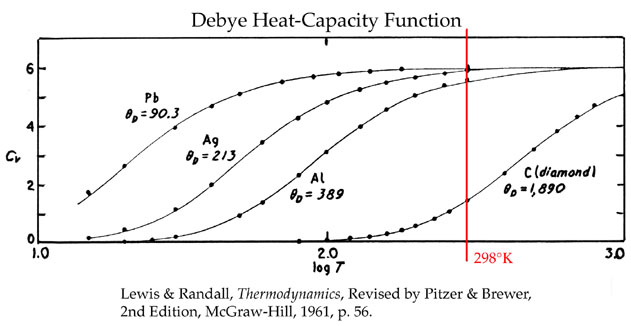 Debye Heat-Capacity Function
6
4
2
0
Cv
Pb
θD = 90.3
Ag
θD = 213
Al
θD = 389
C (diamond)
θD = 1,890
1.0
2.0
3.0
log T
298°K
Lewis & Randall, Thermodynamics, Revised by Pitzer & Brewer,
2nd Edition, McGraw-Hill, 1961, p. 56.